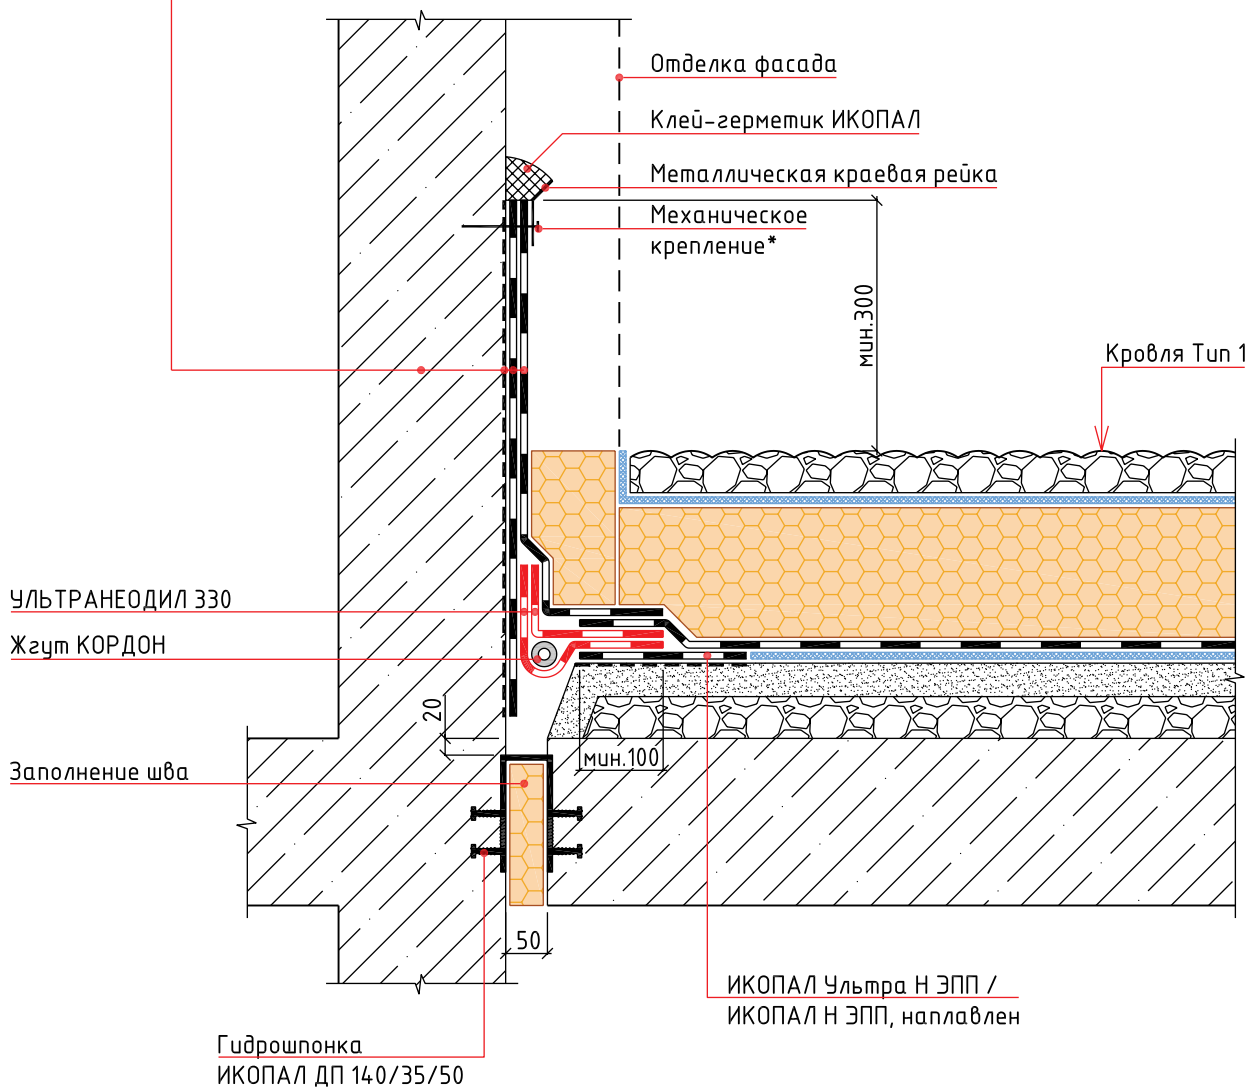 Отделка фасада
Клей-герметик ИКОПАЛ
Металлическая краевая рейка
Механическое
крепление*
мин.300
Кровля Тип 1
УЛЬТРАНЕОДИЛ 330
Жгут КОРДОН
20
мин.100
Заполнение шва
50
ИКОПАЛ Ультра Н ЭПП /
ИКОПАЛ Н ЭПП, наплавлен
Гидрошпонка
ИКОПАЛ ДП 140/35/50